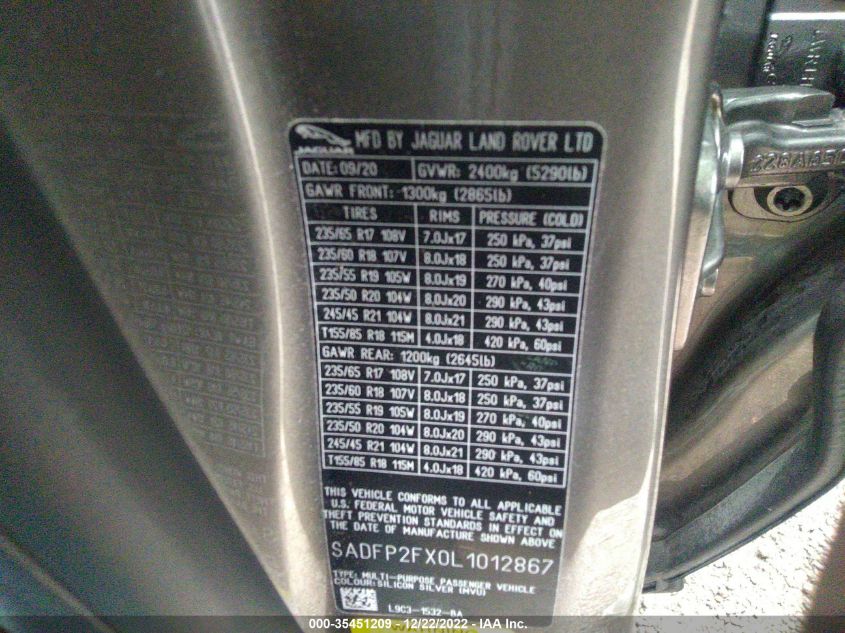 JAGUAR MFD BY JAGUAR LAND ROVER LTD
DATE: 09/20 GVWR: 2400kg (5290lb)
GAWR FRONT: 1300kg (2865lb)
TIRES RIMS PRESSURE (COLD)
235/65 R17 108V 7.0Jx17 250 kPa, 37psi
235/60 R18 107V 8.0Jx18 250 kPa, 37psi
235/55 R19 105W 8.0Jx19 270 kPa, 40psi
235/50 R20 104W 8.0Jx20 290 kPa, 43psi
245/45 R21 104W 8.0Jx21 290 kPa, 43psi
T155/85 R18 115M 4.0Jx18 420 kPa, 60psi
GAWR REAR: 1200kg (2645lb)
235/65 R17 108V 7.0Jx17 250 kPa, 37psi
235/60 R18 107V 8.0Jx18 250 kPa, 37psi
235/55 R19 105W 8.0Jx19 270 kPa, 40psi
235/50 R20 104W 8.0Jx20 290 kPa, 43psi
245/45 R21 104W 8.0Jx21 290 kPa, 43psi
T155/85 R18 115M 4.0Jx18 420 kPa, 60psi
THIS VEHICLE CONFORMS TO ALL APPLICABLE
U.S. FEDERAL MOTOR VEHICLE SAFETY AND
THEFT PREVENTION STANDARDS IN EFFECT ON
THE DATE OF MANUFACTURE SHOWN ABOVE
SADFP2FX0L1012867
TYPE: MULTI-PURPOSE PASSENGER VEHICLE
COLOUR: SILICON SILVER (MVU)
L9C3-1532-BA
000-35451209 - 12/22/2022 - Copyright © IAA, LLC.